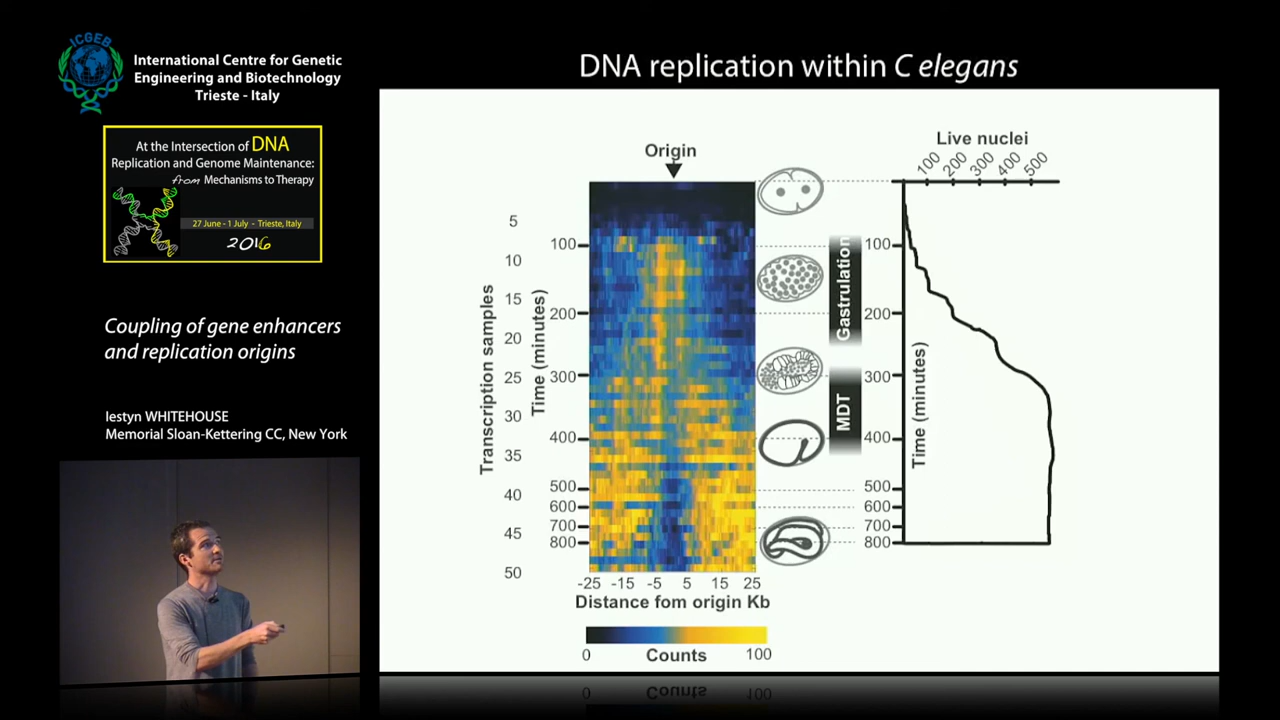 ICGEB
International Centre for Genetic
Engineering and Biotechnology
Trieste - Italy
At the Intersection of DNA
Replication and Genome Maintenance:
from Mechanisms to Therapy
27 June - 1 July - Trieste, Italy
2016
Coupling of gene enhancers
and replication origins
Iestyn WHITEHOUSE
Memorial Sloan-Kettering CC, New York
DNA replication within C elegans
Origin
Transcription samples
5
10
15
20
25
30
35
40
45
50
Time (minutes)
100
200
300
400
500
600
700
800
-25 -15 -5 5 15 25
Distance fom origin Kb
0 Counts 100
Gastrulation
MDT
Live nuclei
100 200 300 400 500
Time (minutes)
100
200
300
400
500
600
700
800
0 Counts 100